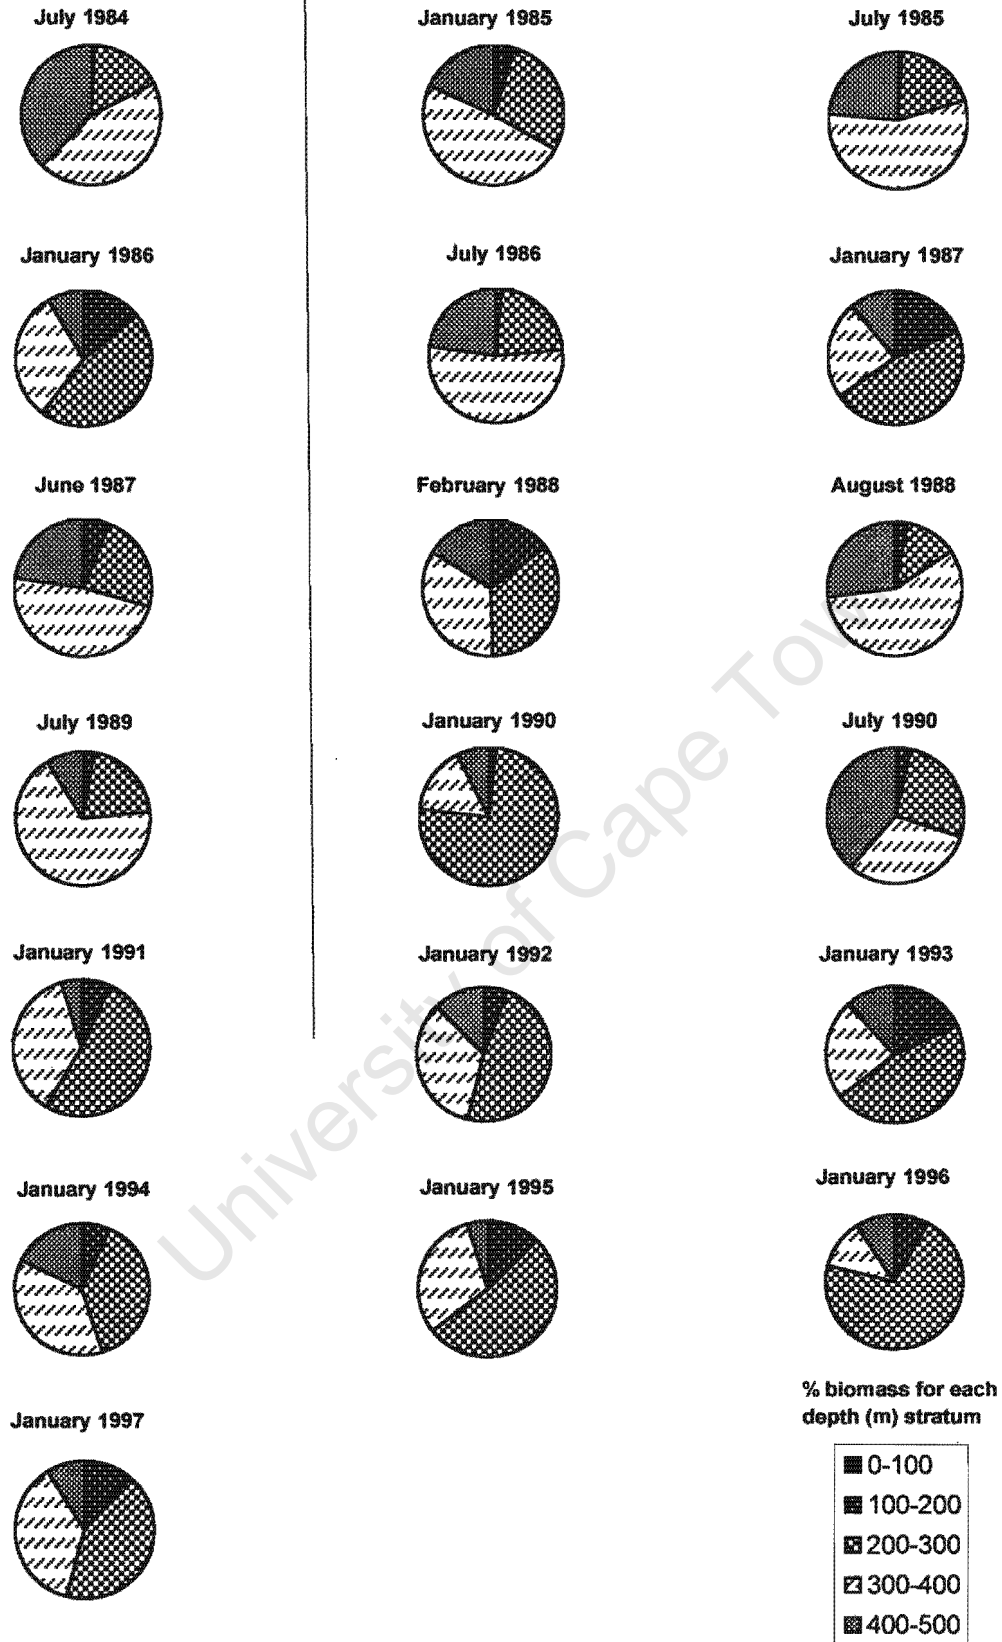 July 1984
January 1985
July 1985
January 1986
July 1986
January 1987
June 1987
February 1988
August 1988
July 1989
January 1990
July 1990
January 1991
January 1992
January 1993
January 1994
January 1995
January 1996
January 1997
% biomass for each
depth (m) stratum
0-100
100-200
200-300
300-400
400-500
University of Cape Tow